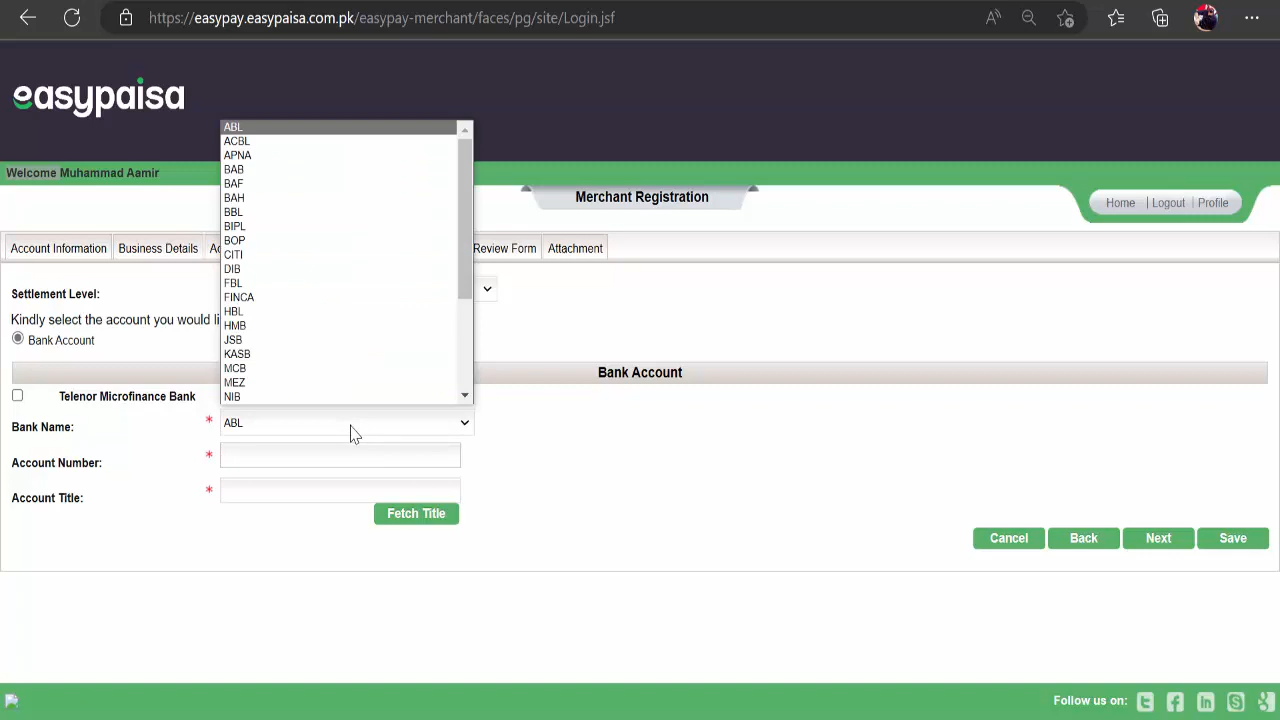 https://easypay.easypaisa.com.pk/easypay-merchant/faces/pg/site/Login.jsf
easypaisa
Welcome Muhammad Aamir
Merchant Registration
Home | Logout | Profile
Account Information
Business Details
Ac
Review Form
Attachment
Settlement Level:
Kindly select the account you would li
Bank Account
ABL
ACBL
APNA
BAB
BAF
BAH
BBL
BIPL
BOP
CITI
DIB
FBL
FINCA
HBL
HMB
JSB
KASB
MCB
MEZ
NIB
Bank Account
Telenor Microfinance Bank
Bank Name: * ABL
Account Number: *
Account Title: *
Fetch Title
Cancel
Back
Next
Save
Follow us on: